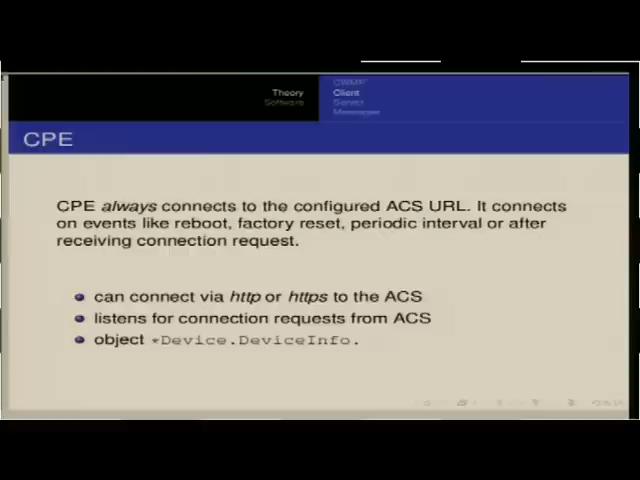 Theory
Software
CWMP
Client
Server
Messages
CPE
CPE always connects to the configured ACS URL. It connects
on events like reboot, factory reset, periodic interval or after
receiving connection request.
can connect via http or https to the ACS
listens for connection requests from ACS
object *Device.DeviceInfo.